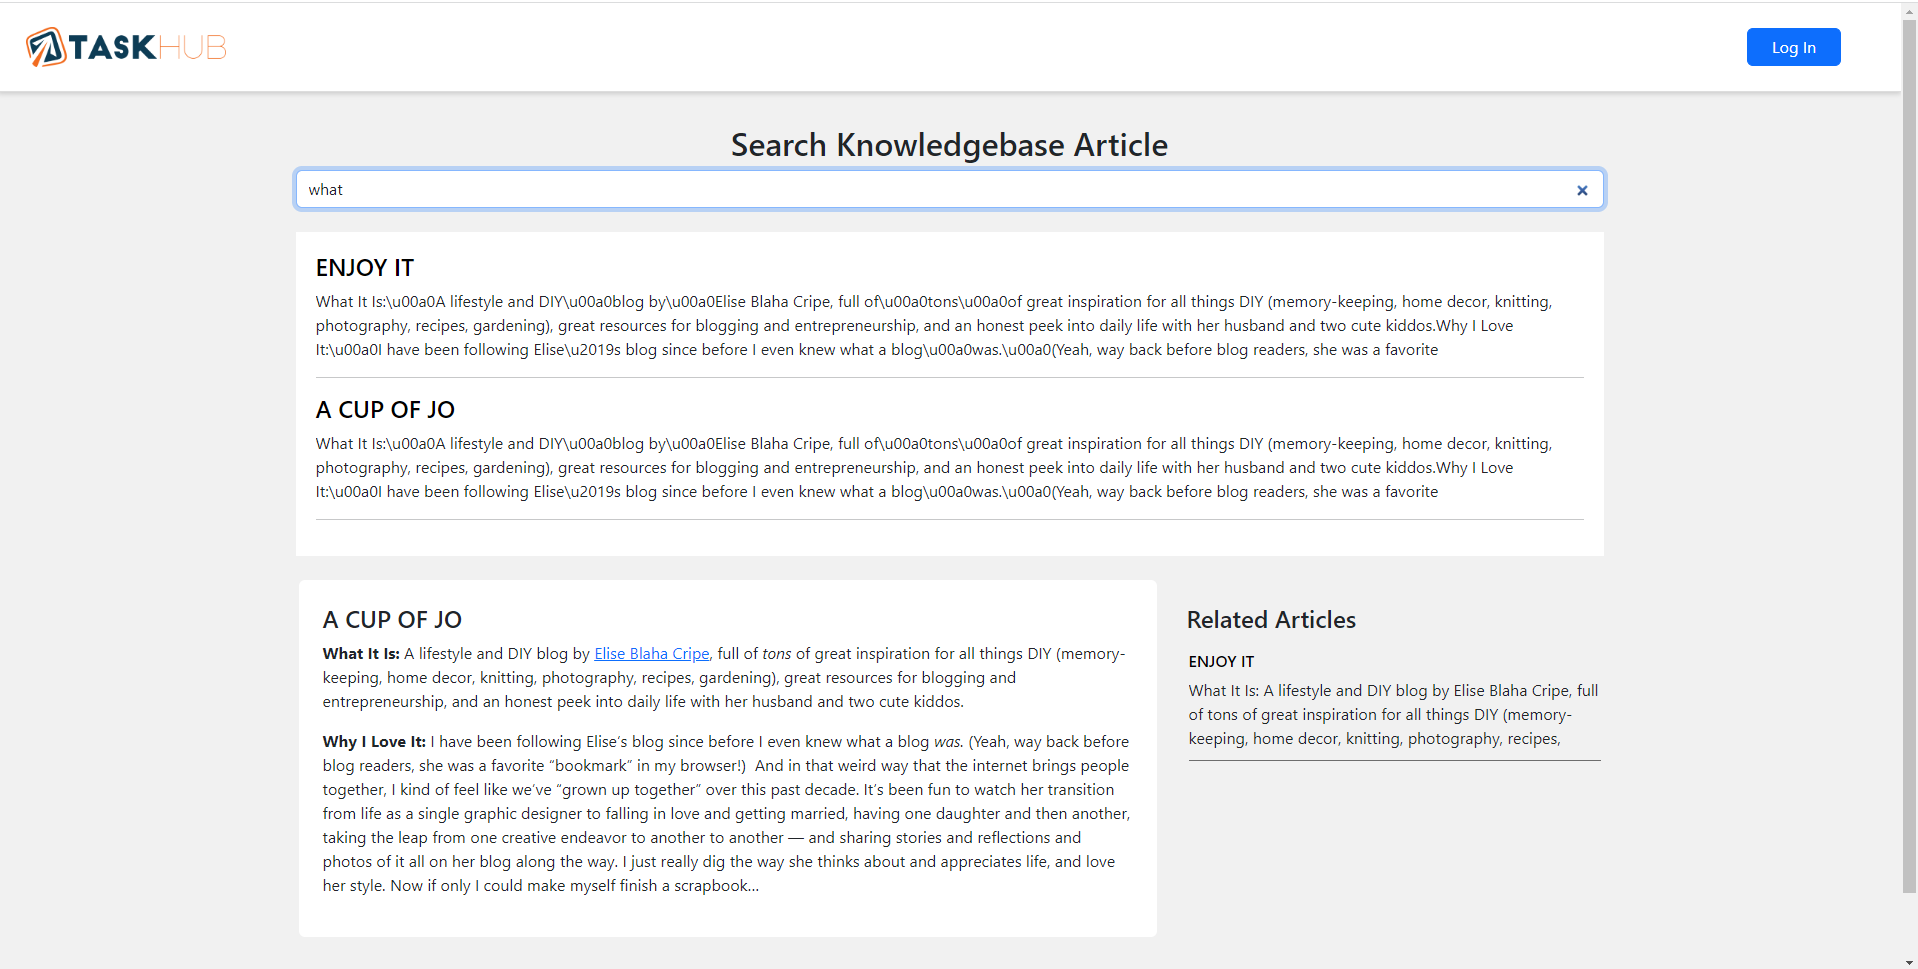 TASKHUB
Log In
Search Knowledgebase Article
what
ENJOY IT
What It Is:\u00a0A lifestyle and DIY\u00a0blog by\u00a0Elise Blaha Cripe, full of\u00a0tons\u00a0of great inspiration for all things DIY (memory-keeping, home decor, knitting,
photography, recipes, gardening), great resources for blogging and entrepreneurship, and an honest peek into daily life with her husband and two cute kiddos.Why I Love
It:\u00a0I have been following Elise\u2019s blog since before I even knew what a blog\u00a0was.\u00a0(Yeah, way back before blog readers, she was a favorite
A CUP OF JO
What It Is:\u00a0A lifestyle and DIY\u00a0blog by\u00a0Elise Blaha Cripe, full of\u00a0tons\u00a0of great inspiration for all things DIY (memory-keeping, home decor, knitting,
photography, recipes, gardening), great resources for blogging and entrepreneurship, and an honest peek into daily life with her husband and two cute kiddos.Why I Love
It:\u00a0I have been following Elise\u2019s blog since before I even knew what a blog\u00a0was.\u00a0(Yeah, way back before blog readers, she was a favorite
A CUP OF JO
What It Is: A lifestyle and DIY blog by Elise Blaha Cripe, full of tons of great inspiration for all things DIY (memory-
keeping, home decor, knitting, photography, recipes, gardening), great resources for blogging and
entrepreneurship, and an honest peek into daily life with her husband and two cute kiddos.
Why I Love It: I have been following Elise’s blog since before I even knew what a blog was. (Yeah, way back before
blog readers, she was a favorite “bookmark” in my browser!)  And in that weird way that the internet brings people
together, I kind of feel like we’ve “grown up together” over this past decade. It’s been fun to watch her transition
from life as a single graphic designer to falling in love and getting married, having one daughter and then another,
taking the leap from one creative endeavor to another to another — and sharing stories and reflections and
photos of it all on her blog along the way. I just really dig the way she thinks about and appreciates life, and love
her style. Now if only I could make myself finish a scrapbook…
Related Articles
ENJOY IT
What It Is: A lifestyle and DIY blog by Elise Blaha Cripe, full
of tons of great inspiration for all things DIY (memory-
keeping, home decor, knitting, photography, recipes,